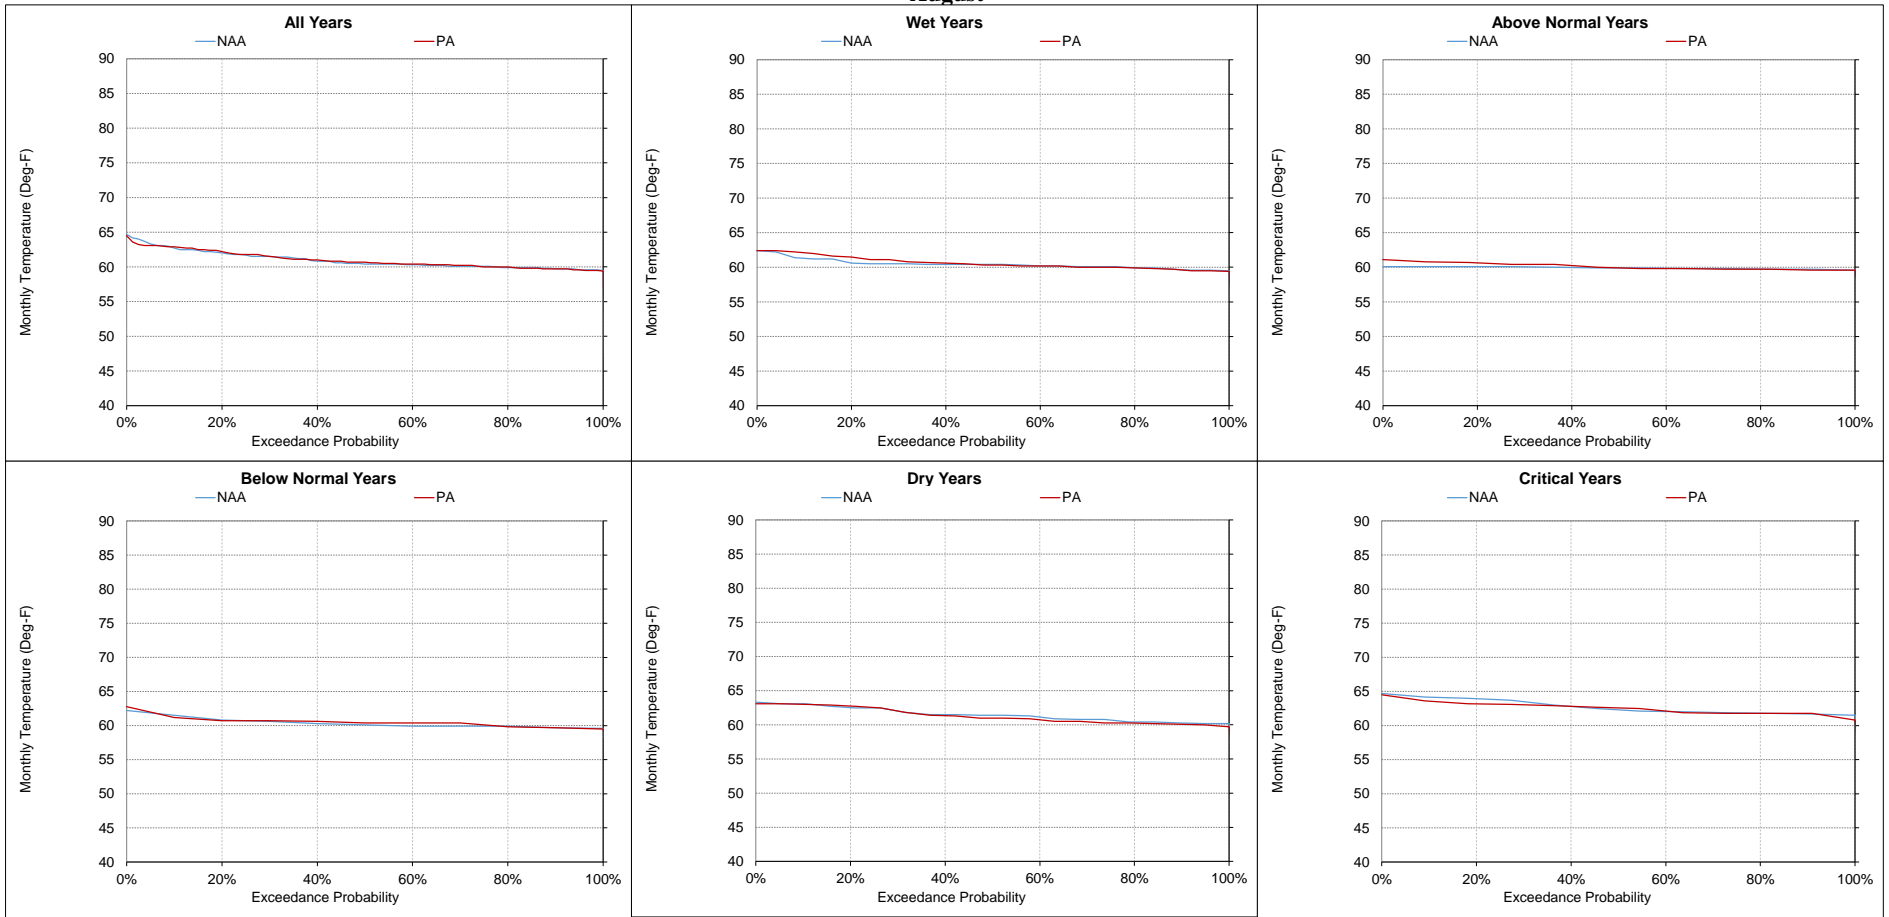 All Years
NAA PA
Monthly Temperature (Deg-F)
90
85
80
75
70
65
60
55
50
45
40
0% 20% 40% 60% 80% 100%
Exceedance Probability
Wet Years
NAA PA
Monthly Temperature (Deg-F)
90
85
80
75
70
65
60
55
50
45
40
0% 20% 40% 60% 80% 100%
Exceedance Probability
Above Normal Years
NAA PA
Monthly Temperature (Deg-F)
90
85
80
75
70
65
60
55
50
45
40
0% 20% 40% 60% 80% 100%
Exceedance Probability
Below Normal Years
NAA PA
Monthly Temperature (Deg-F)
90
85
80
75
70
65
60
55
50
45
40
0% 20% 40% 60% 80% 100%
Exceedance Probability
Dry Years
NAA PA
Monthly Temperature (Deg-F)
90
85
80
75
70
65
60
55
50
45
40
0% 20% 40% 60% 80% 100%
Exceedance Probability
Critical Years
NAA PA
Monthly Temperature (Deg-F)
90
85
80
75
70
65
60
55
50
45
40
0% 20% 40% 60% 80% 100%
Exceedance Probability